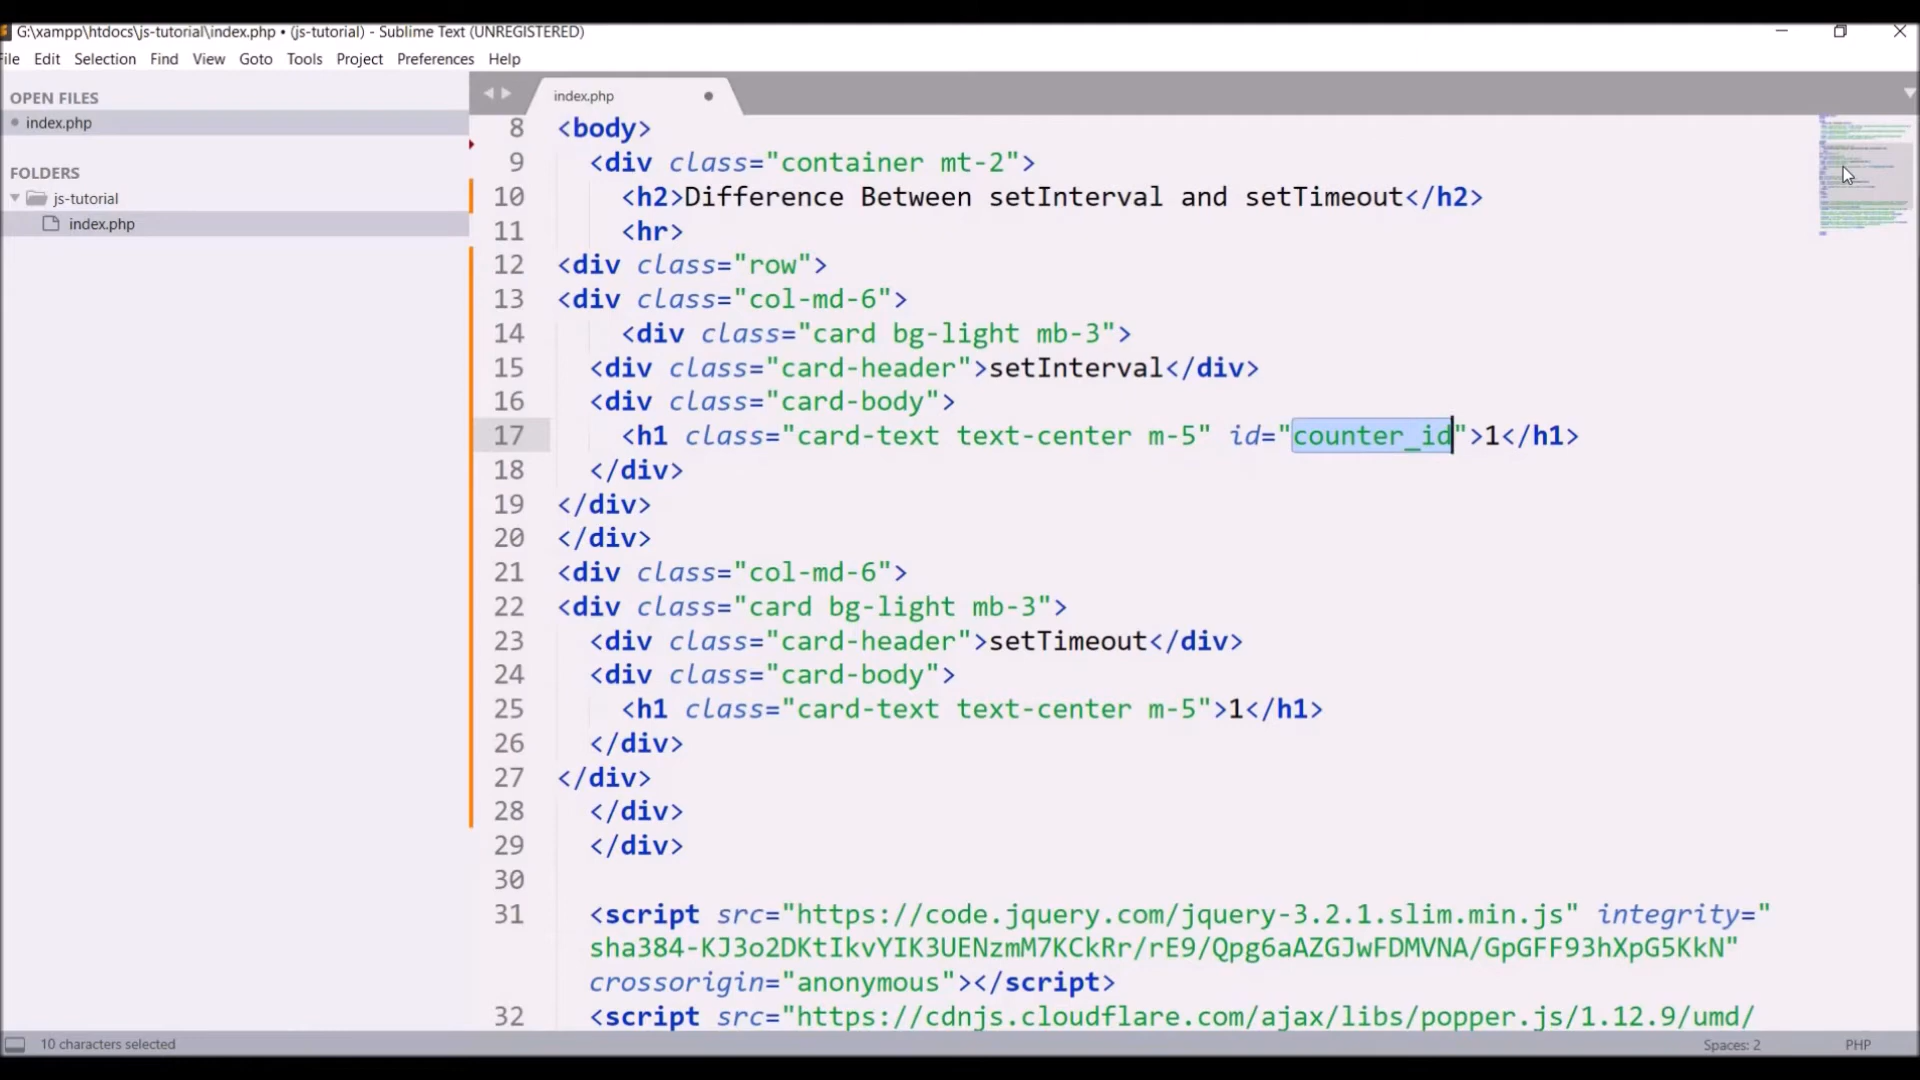 G:\xampp\htdocs\js-tutorial\index.php • (js-tutorial) - Sublime Text (UNREGISTERED)
File Edit Selection Find View Goto Tools Project Preferences Help
OPEN FILES
index.php
FOLDERS
js-tutorial
index.php
index.php
8 <body>
9 <div class="container mt-2">
10 <h2>Difference Between setInterval and setTimeout</h2>
11 <hr>
12 <div class="row">
13 <div class="col-md-6">
14 <div class="card bg-light mb-3">
15 <div class="card-header">setInterval</div>
16 <div class="card-body">
17 <h1 class="card-text text-center m-5" id="counter_id">1</h1>
18 </div>
19 </div>
20 </div>
21 <div class="col-md-6">
22 <div class="card bg-light mb-3">
23 <div class="card-header">setTimeout</div>
24 <div class="card-body">
25 <h1 class="card-text text-center m-5">1</h1>
26 </div>
27 </div>
28 </div>
29 </div>
30
31 <script src="https://code.jquery.com/jquery-3.2.1.slim.min.js" integrity="
sha384-KJ3o2DKtIkvYIK3UENzmM7KCkRr/rE9/Qpg6aAZGJwFDMVNA/GpGFF93hXpG5KkN"
crossorigin="anonymous"></script>
32 <script src="https://cdnjs.cloudflare.com/ajax/libs/popper.js/1.12.9/umd/
10 characters selected
Spaces: 2
PHP